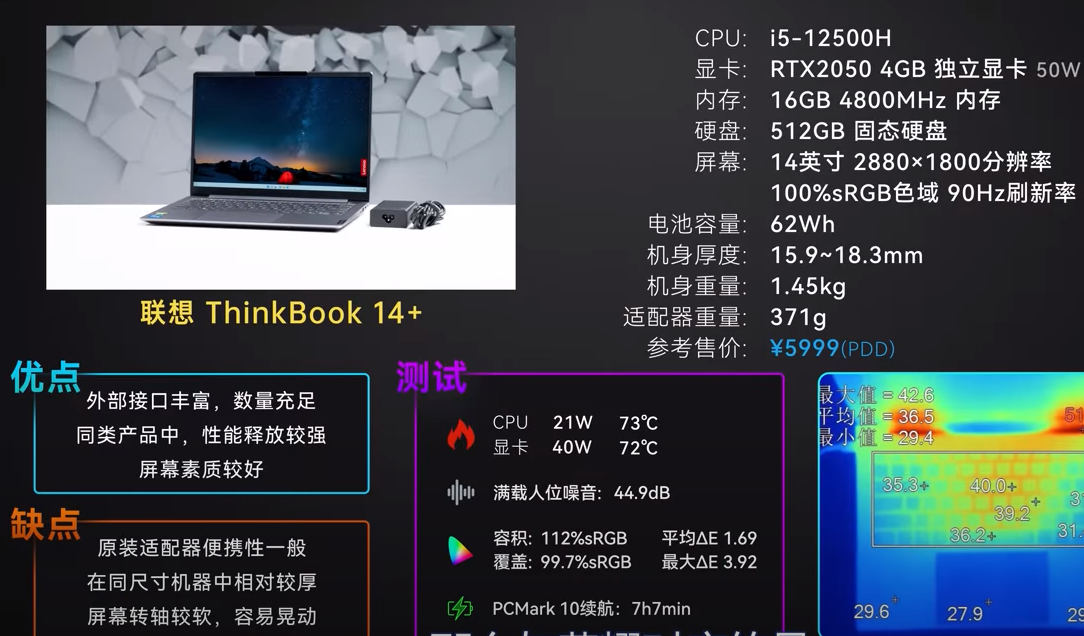 CPU: i5-12500H
显卡: RTX2050 4GB 独立显卡 50W
内存: 16GB 4800MHz 内存
硬盘: 512GB 固态硬盘
屏幕: 14英寸 2880×1800分辨率
100%sRGB色域 90Hz刷新率
电池容量: 62Wh
机身厚度: 15.9~18.3mm
机身重量: 1.45kg
适配器重量: 371g
参考售价: ¥5999(PDD)
联想 ThinkBook 14+
优点
外部接口丰富，数量充足
同类产品中，性能释放较强
屏幕素质较好
缺点
原装适配器便携性一般
在同尺寸机器中相对较厚
屏幕转轴较软，容易晃动
测试
CPU 21W 73℃
显卡 40W 72℃
满载人位噪音: 44.9dB
容积: 112%sRGB 平均ΔE 1.69
覆盖: 99.7%sRGB 最大ΔE 3.92
PCMark 10续航: 7h7min
最大值 = 42.6
平均值 = 36.5
最小值 = 29.4
51
35.3
40.0
39.2
36.2
31.
29.6
27.9
29